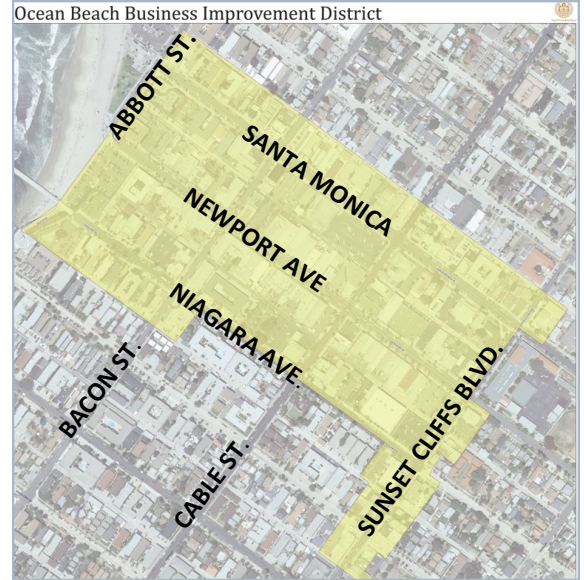 Ocean Beach Business Improvement District
ABBOTT ST.
SANTA MONICA
NEWPORT AVE
NIAGARA AVE.
BACON ST.
CABLE ST.
SUNSET CLIFFS BLVD.